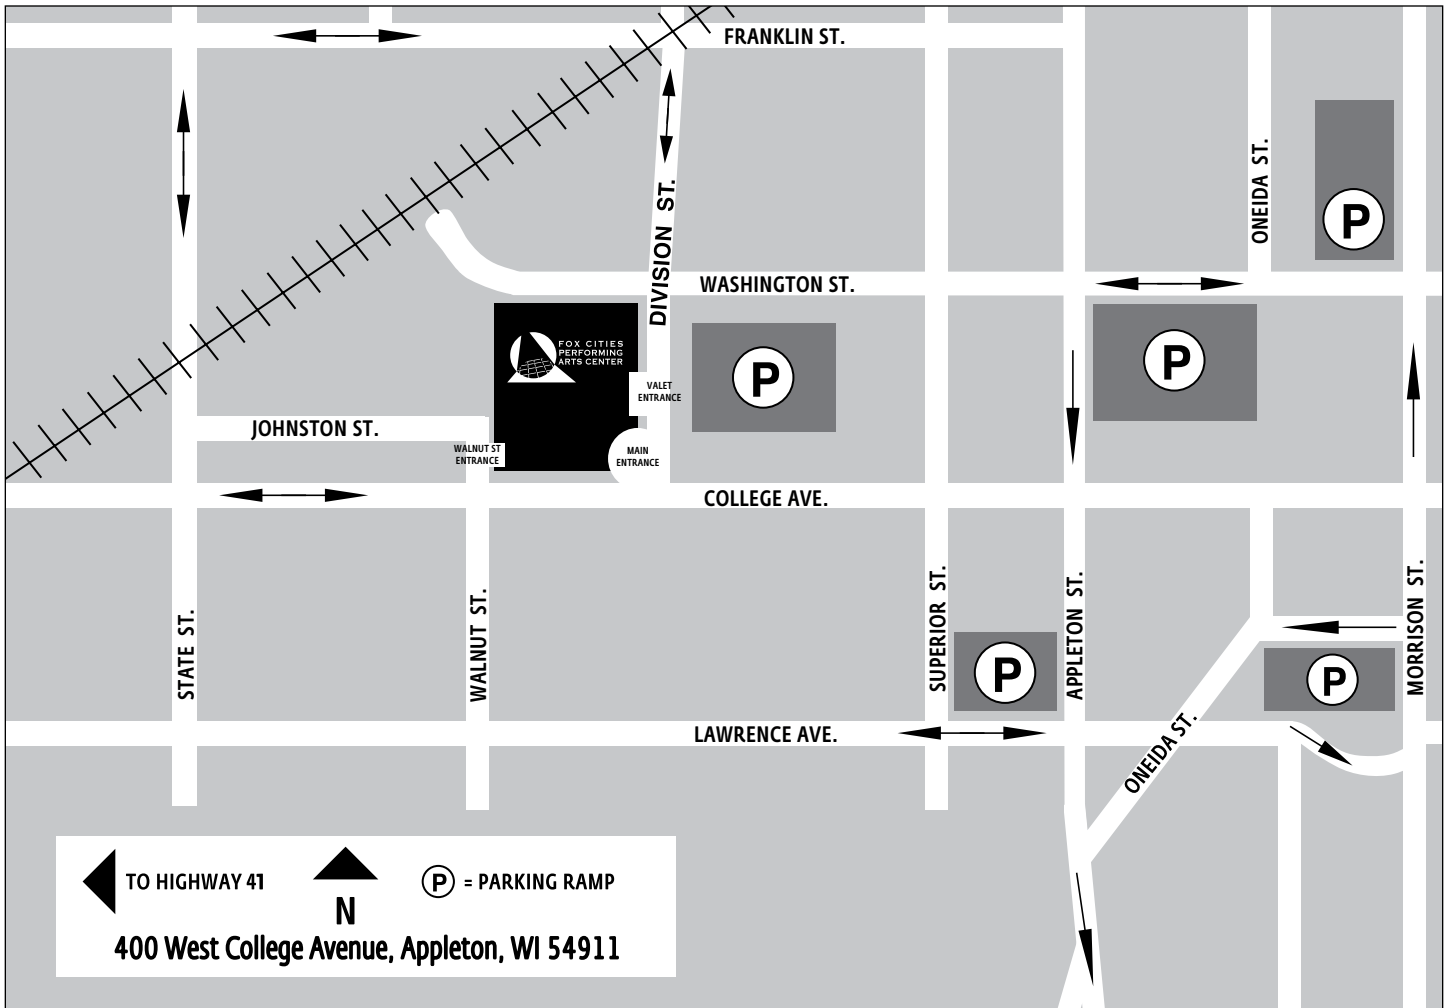 FRANKLIN ST.
ONEIDA ST.
P
DIVISION ST.
WASHINGTON ST.
FOX CITIES
PERFORMING
ARTS CENTER
P
P
VALET
ENTRANCE
JOHNSTON ST.
WALNUT ST
ENTRANCE
MAIN
ENTRANCE
COLLEGE AVE.
STATE ST.
WALNUT ST.
SUPERIOR ST.
P
APPLETON ST.
MORRISON ST.
P
LAWRENCE AVE.
ONEIDA ST.
TO HIGHWAY 41
N
P = PARKING RAMP
400 West College Avenue, Appleton, WI 54911